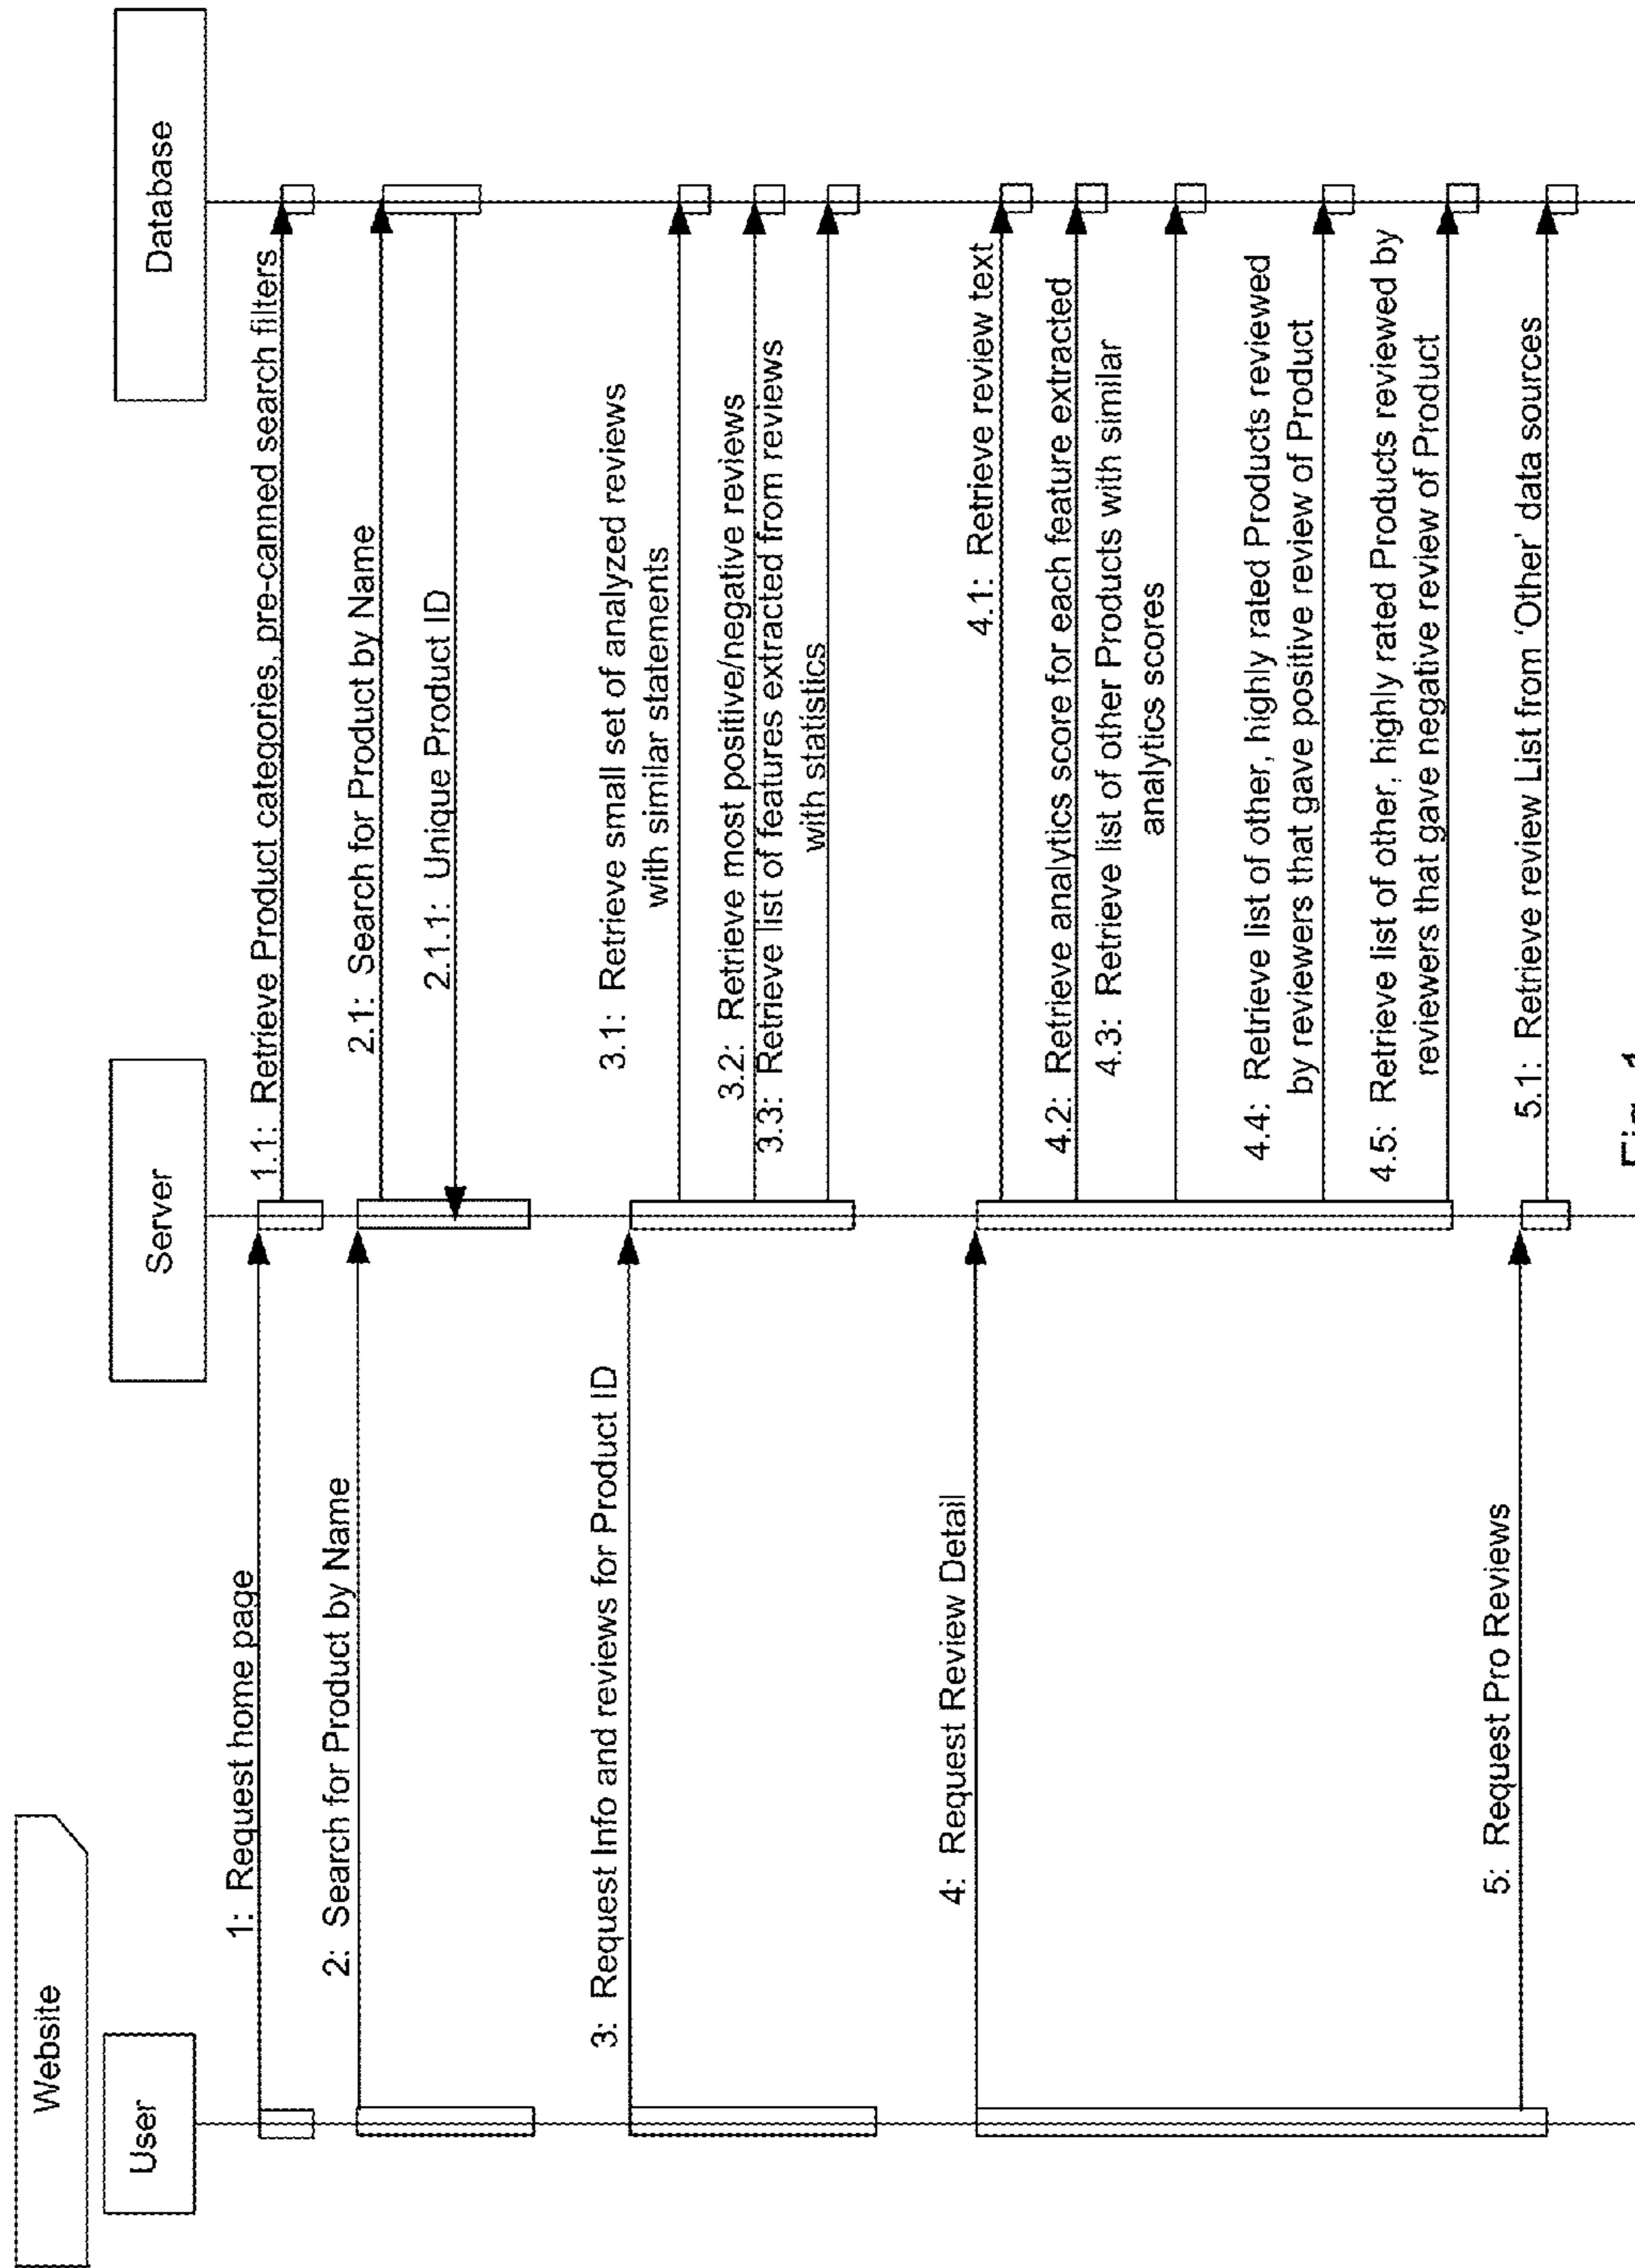 Website
User
Server
Database
1: Request home page
1.1: Retrieve Product categories, pre-canned search filters
2: Search for Product by Name
2.1: Search for Product by Name
2.1.1: Unique Product ID
3: Request Info and reviews for Product ID
3.1: Retrieve small set of analyzed reviews
with similar statements
3.2: Retrieve most positive/negative reviews
3.3: Retrieve list of features extracted from reviews
with statistics
4: Request Review Detail
4.1: Retrieve review text
4.2: Retrieve analytics score for each feature extracted
4.3: Retrieve list of other Products with similar
analytics scores
4.4: Retrieve list of other, highly rated Products reviewed
by reviewers that gave positive review of Product
4.5: Retrieve list of other, highly rated Products reviewed by
reviewers that gave negative review of Product
5: Request Pro Reviews
5.1: Retrieve review List from ‘Other’ data sources